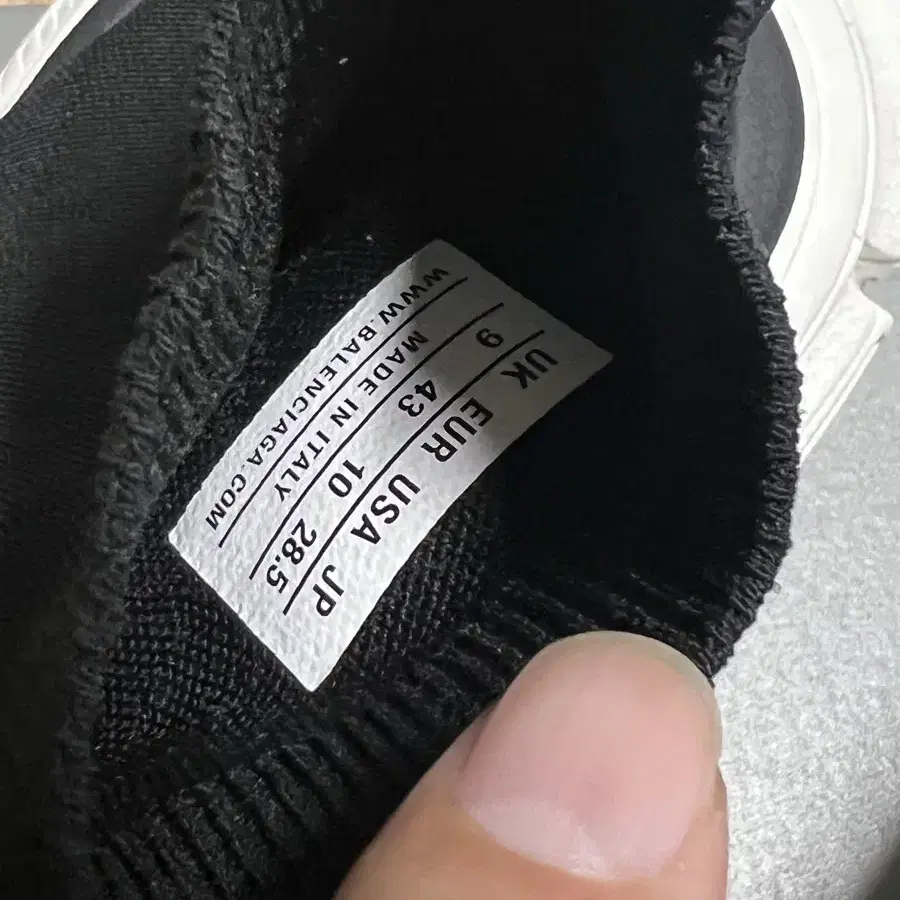 UK EUR USA JP
9 43 10 28.5
MADE IN ITALY
WWW.BALENCIAGA.COM